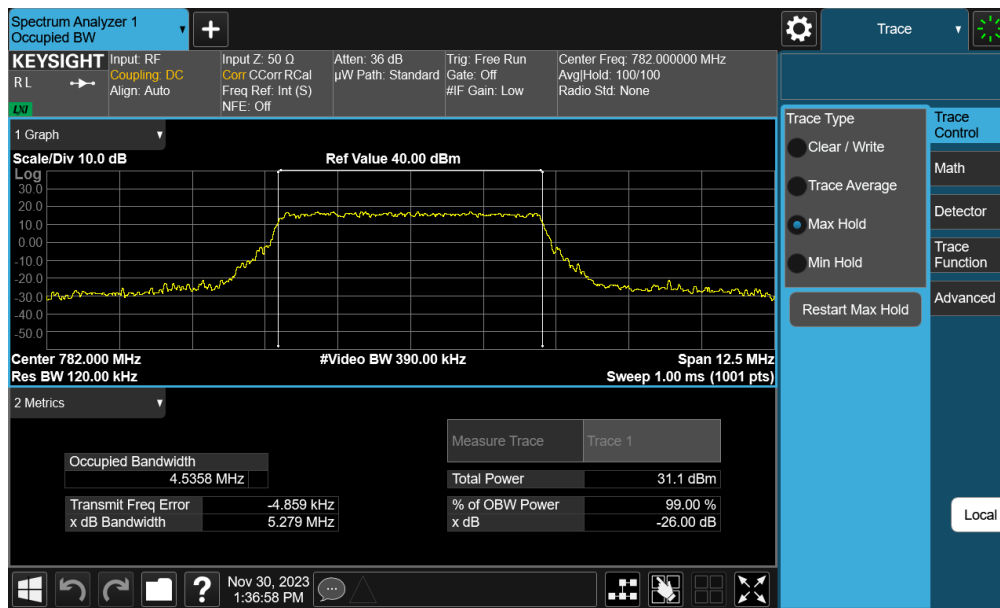 Spectrum Analyzer 1
Occupied BW
Trace
KEYSIGHT
R L
LXI
Input: RF
Coupling: DC
Align: Auto
Input Z: 50 Ω
Corr CCorr RCal
Freq Ref: Int (S)
NFE: Off
Atten: 36 dB
µW Path: Standard
Trig: Free Run
Gate: Off
#IF Gain: Low
Center Freq: 782.000000 MHz
Avg|Hold: 100/100
Radio Std: None
1 Graph
Scale/Div 10.0 dB
Ref Value 40.00 dBm
Log
30.0
20.0
10.0
0.00
-10.0
-20.0
-30.0
-40.0
-50.0
Center 782.000 MHz
#Video BW 390.00 kHz
Span 12.5 MHz
Res BW 120.00 kHz
Sweep 1.00 ms (1001 pts)
2 Metrics
Measure Trace Trace 1
Occupied Bandwidth
4.5358 MHz
Total Power 31.1 dBm
Transmit Freq Error -4.859 kHz
% of OBW Power 99.00 %
x dB Bandwidth 5.279 MHz
x dB -26.00 dB
Trace Type
Clear / Write
Trace Average
Max Hold
Min Hold
Restart Max Hold
Trace
Control
Math
Detector
Trace
Function
Advanced
Local
?
Nov 30, 2023
1:36:58 PM